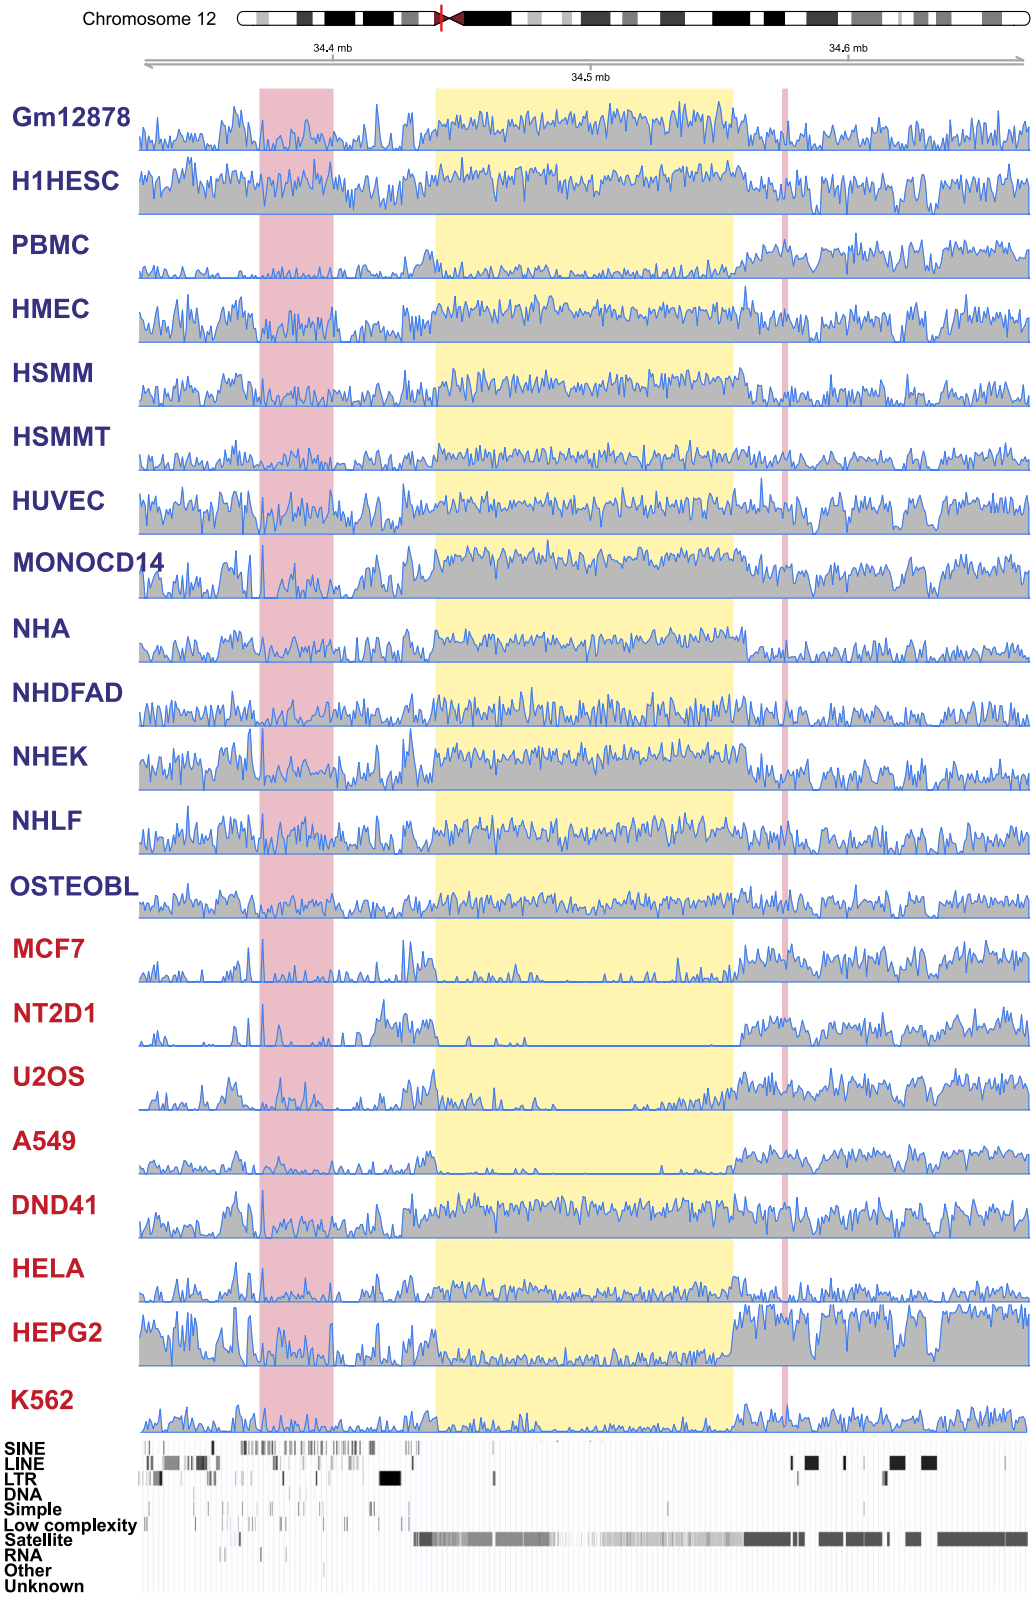 Chromosome 12
34.4 mb
34.6 mb
34.5 mb
Gm12878
H1HESC
PBMC
HMEC
HSMM
HSMMT
HUVEC
MONOCD14
NHA
NHDFAD
NHEK
NHLF
OSTEOBL
MCF7
NT2D1
U2OS
A549
DND41
HELA
HEPG2
K562
SINE
LINE
LTR
DNA
Simple
Low complexity
Satellite
RNA
Other
Unknown